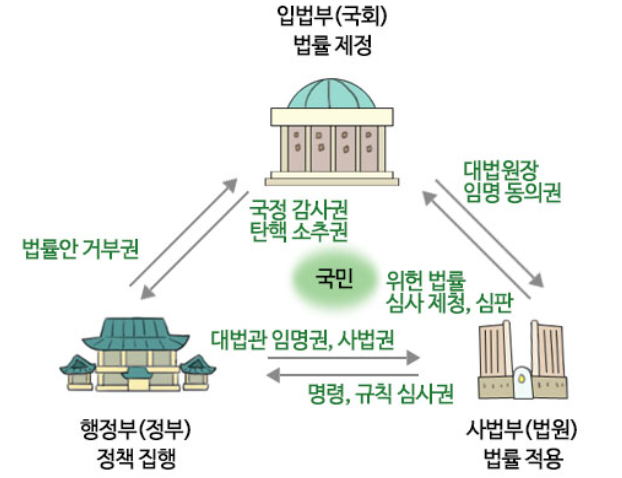 입법부(국회)
법률 제정
대법원장
임명 동의권
국정 감사권
탄핵 소추권
법률안 거부권
국민
위헌 법률
심사 제청, 심판
대법관 임명권, 사법권
명령, 규칙 심사권
행정부(정부)
정책 집행
사법부(법원)
법률 적용